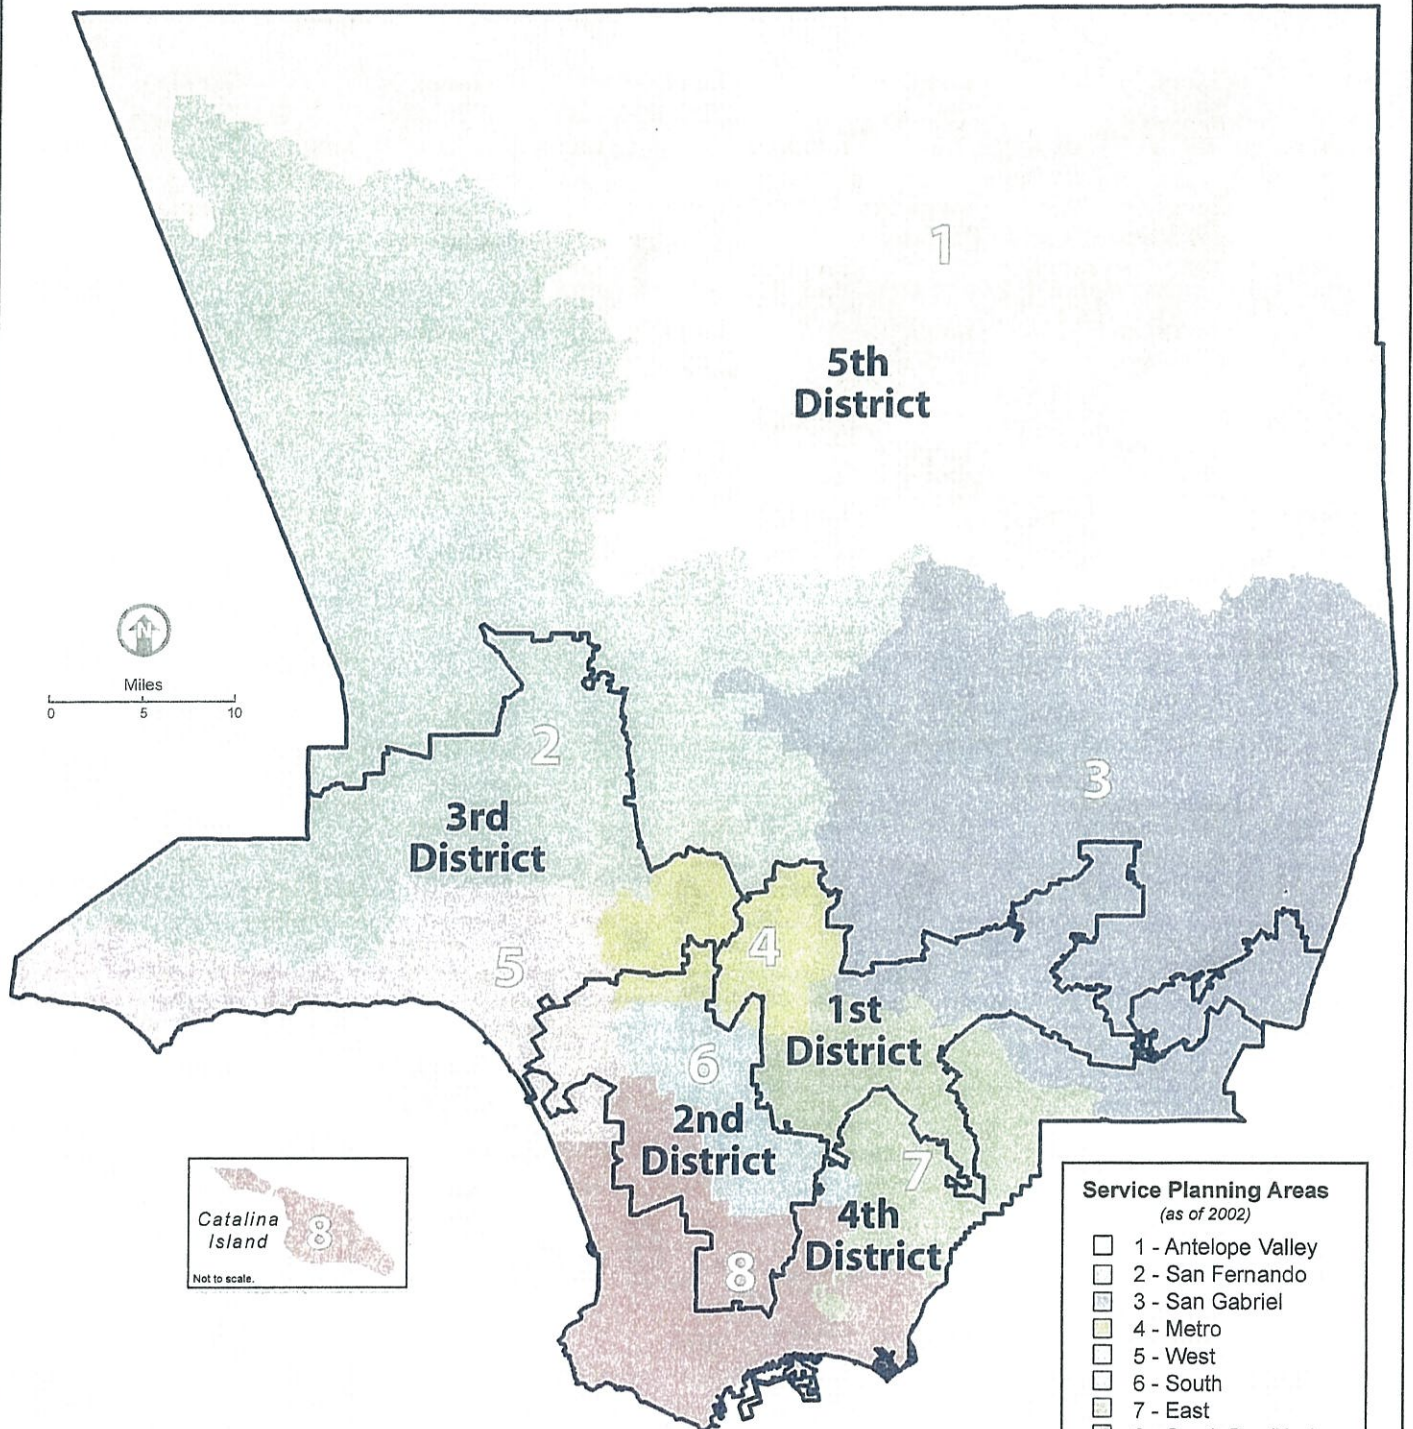 1
5th
District
N
Miles
0 5 10
2
3
3rd
District
4
5
1st
District
6
2nd
District
7
Catalina
Island
8
Not to scale.
4th
District
8
Service Planning Areas
(as of 2002)
1 - Antelope Valley
2 - San Fernando
3 - San Gabriel
4 - Metro
5 - West
6 - South
7 - East